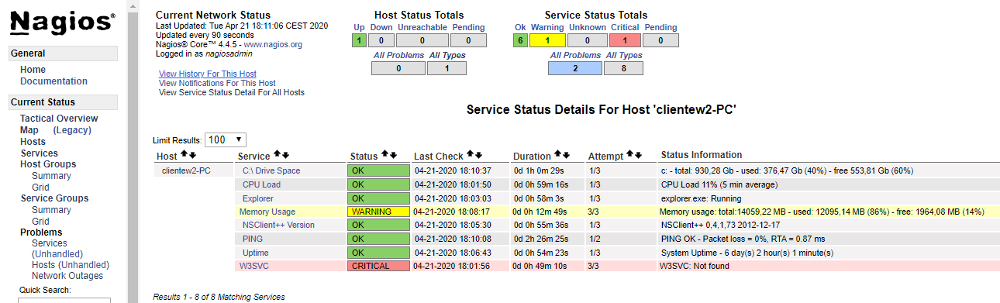 Nagios®
General
Home
Documentation
Current Status
Tactical Overview
Map (Legacy)
Hosts
Services
Host Groups
Summary
Grid
Service Groups
Summary
Grid
Problems
Services
(Unhandled)
Hosts (Unhandled)
Network Outages
Quick Search:
Current Network Status
Last Updated: Tue Apr 21 18:11:06 CEST 2020
Updated every 90 seconds
Nagios® Core™ 4.4.5 - www.nagios.org
Logged in as nagiosadmin
View History For This Host
View Notifications For This Host
View Service Status Detail For All Hosts
Host Status Totals
Up Down Unreachable Pending
1 0 0 0
All Problems All Types
0 1
Service Status Totals
Ok Warning Unknown Critical Pending
6 1 0 1 0
All Problems All Types
2 8
Service Status Details For Host 'clientew2-PC'
Limit Results: 100
Host Service Status Last Check Duration Attempt Status Information
clientew2-PC C:\ Drive Space OK 04-21-2020 18:10:37 0d 1h 0m 29s 1/3 c: - total: 930,28 Gb - used: 376,47 Gb (40%) - free 553,81 Gb (60%)
CPU Load OK 04-21-2020 18:01:50 0d 0h 59m 16s 1/3 CPU Load 11% (5 min average)
Explorer OK 04-21-2020 18:03:03 0d 0h 58m 3s 1/3 explorer.exe: Running
Memory Usage WARNING 04-21-2020 18:08:17 0d 0h 12m 49s 3/3 Memory usage: total:14059,22 MB - used: 12095,14 MB (86%) - free: 1964,08 MB (14%)
NSClient++ Version OK 04-21-2020 18:05:30 0d 0h 55m 36s 1/3 NSClient++ 0,4,1,73 2012-12-17
PING OK 04-21-2020 18:10:08 0d 2h 26m 25s 1/2 PING OK - Packet loss = 0%, RTA = 0.87 ms
Uptime OK 04-21-2020 18:06:43 0d 0h 54m 23s 1/3 System Uptime - 6 day(s) 2 hour(s) 1 minute(s)
W3SVC CRITICAL 04-21-2020 18:01:56 0d 0h 49m 10s 3/3 W3SVC: Not found
Results 1 - 8 of 8 Matching Services